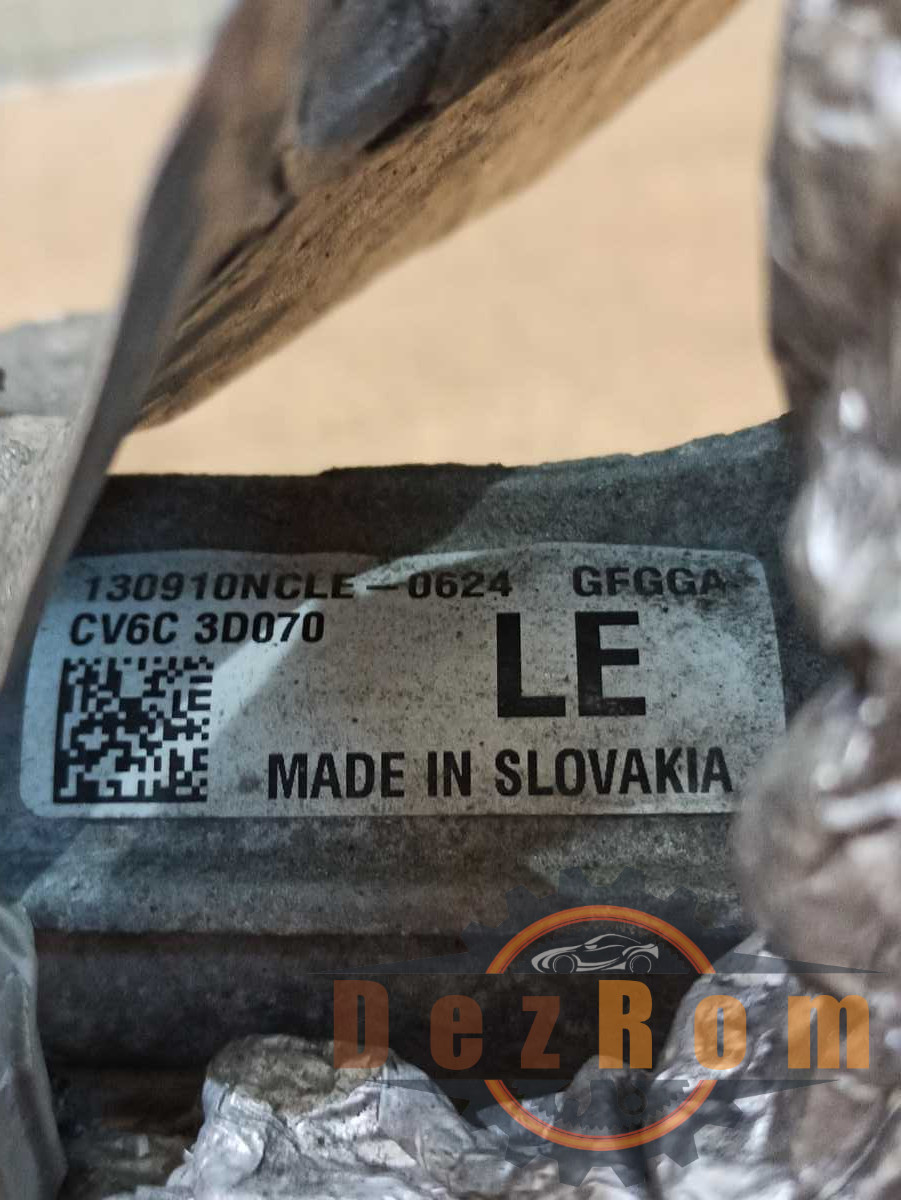 130910NCLE-0624 GFGGA
CV6C 3D070
LE
MADE IN SLOVAKIA
DezRom